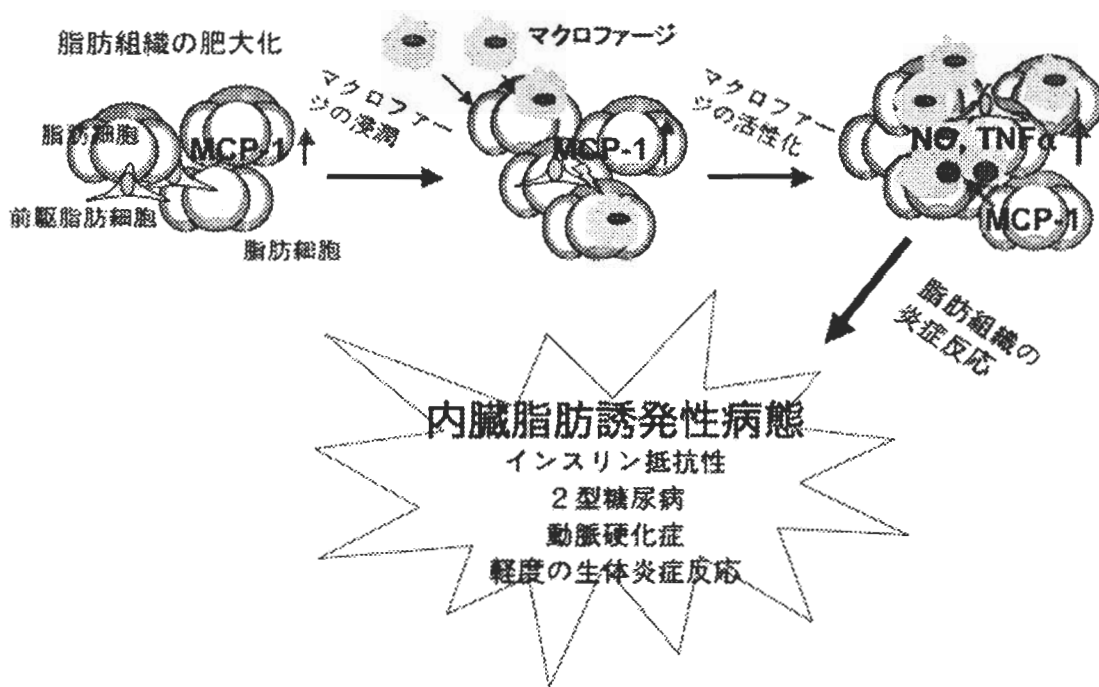 脂肪組織の肥大化
脂肪細胞
MCP-1
前駆脂肪細胞
脂肪細胞
マクロファー
ジの浸潤
マクロファージ
MCP-1
マクロファー
ジの活性化
NO, TNFα
MCP-1
脂肪組織の
炎症反応
内臓脂肪誘発性病態
インスリン抵抗性
2型糖尿病
動脈硬化症
軽度の生体炎症反応